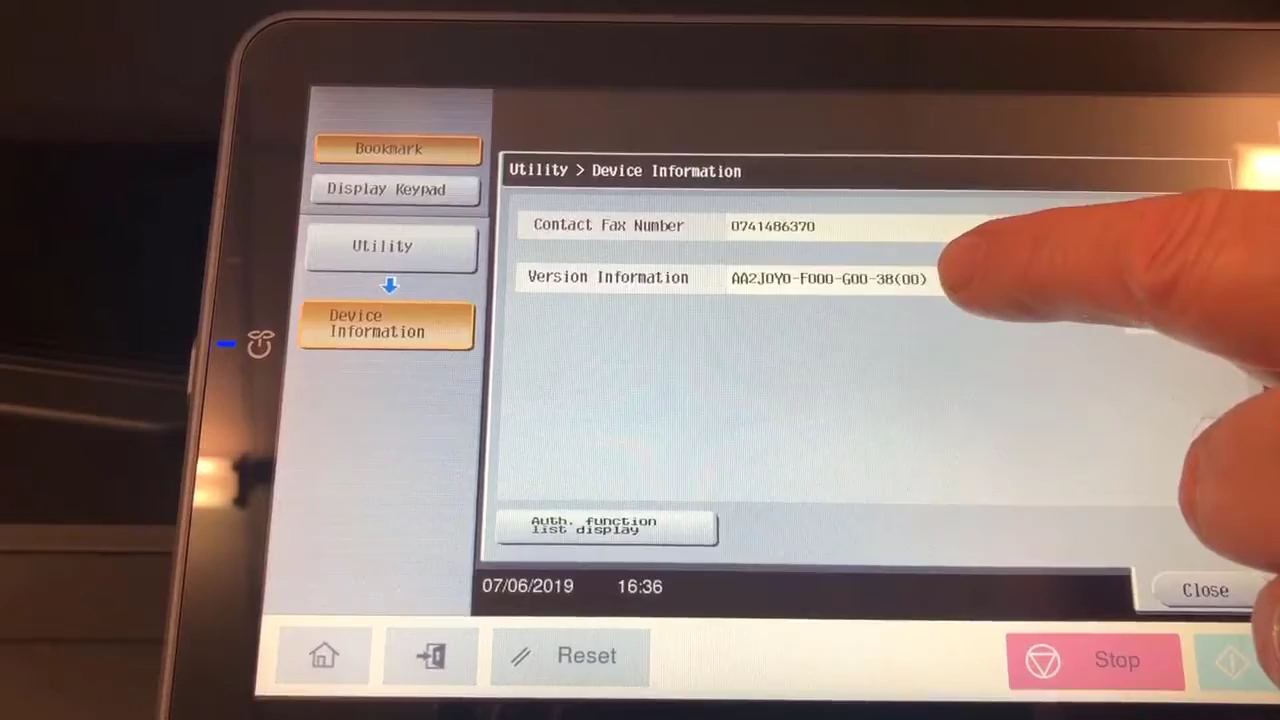 Bookmark
Display Keypad
Utility
Device
Information
Utility > Device Information
Contact Fax Number 0741486370
Version Information AA2J0Y0-F000-G00-38(00)
Auth. function
list display
07/06/2019 16:36
Close
Reset
Stop